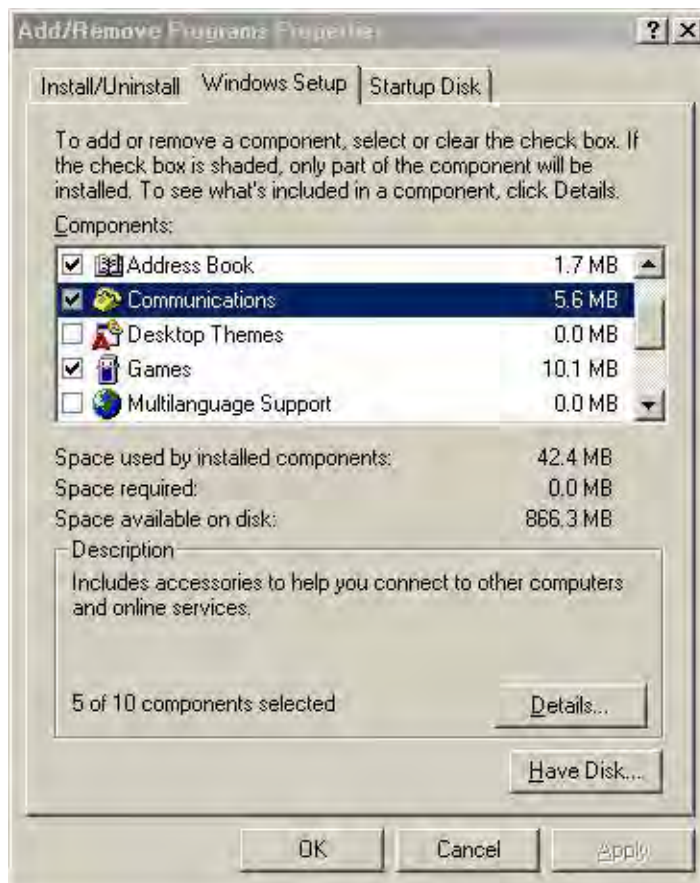 Add/Remove Programs Properties
Install/Uninstall Windows Setup Startup Disk
To add or remove a component, select or clear the check box. If
the check box is shaded, only part of the component will be
installed. To see what's included in a component, click Details.
Components:
Address Book 1.7 MB
Communications 5.6 MB
Desktop Themes 0.0 MB
Games 10.1 MB
Multilanguage Support 0.0 MB
Space used by installed components: 42.4 MB
Space required: 0.0 MB
Space available on disk: 866.3 MB
Description
Includes accessories to help you connect to other computers
and online services.
5 of 10 components selected Details...
Have Disk...
OK Cancel Apply